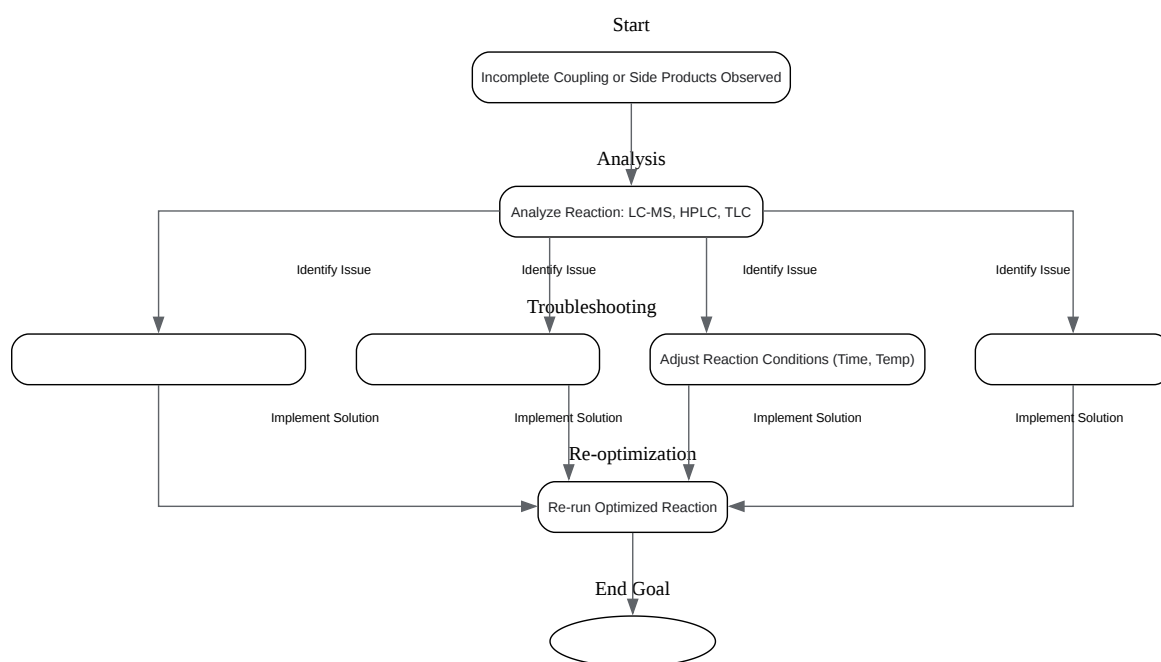 Start
Incomplete Coupling or Side Products Observed
Analysis
Analyze Reaction: LC-MS, HPLC, TLC
Identify Issue
Identify Issue
Identify Issue
Identify Issue
Troubleshooting
Adjust Reaction Conditions (Time, Temp)
Implement Solution
Implement Solution
Implement Solution
Implement Solution
Re-optimization
Re-run Optimized Reaction
End Goal